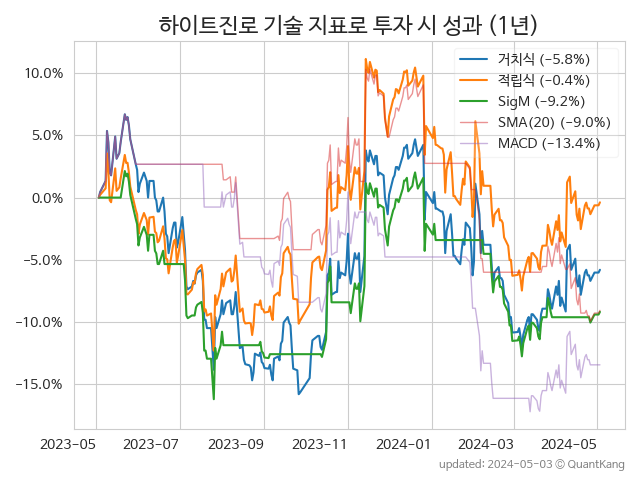 하이트진로 기술 지표로 투자 시 성과 (1년)
거치식 (−5.8%)
적립식 (−0.4%)
SigM (−9.2%)
SMA(20) (−9.0%)
MACD (−13.4%)
10.0%
5.0%
0.0%
−5.0%
−10.0%
−15.0%
2023-05 2023-07 2023-09 2023-11 2024-01 2024-03 2024-05
updated: 2024-05-03 ⓒ QuantKang